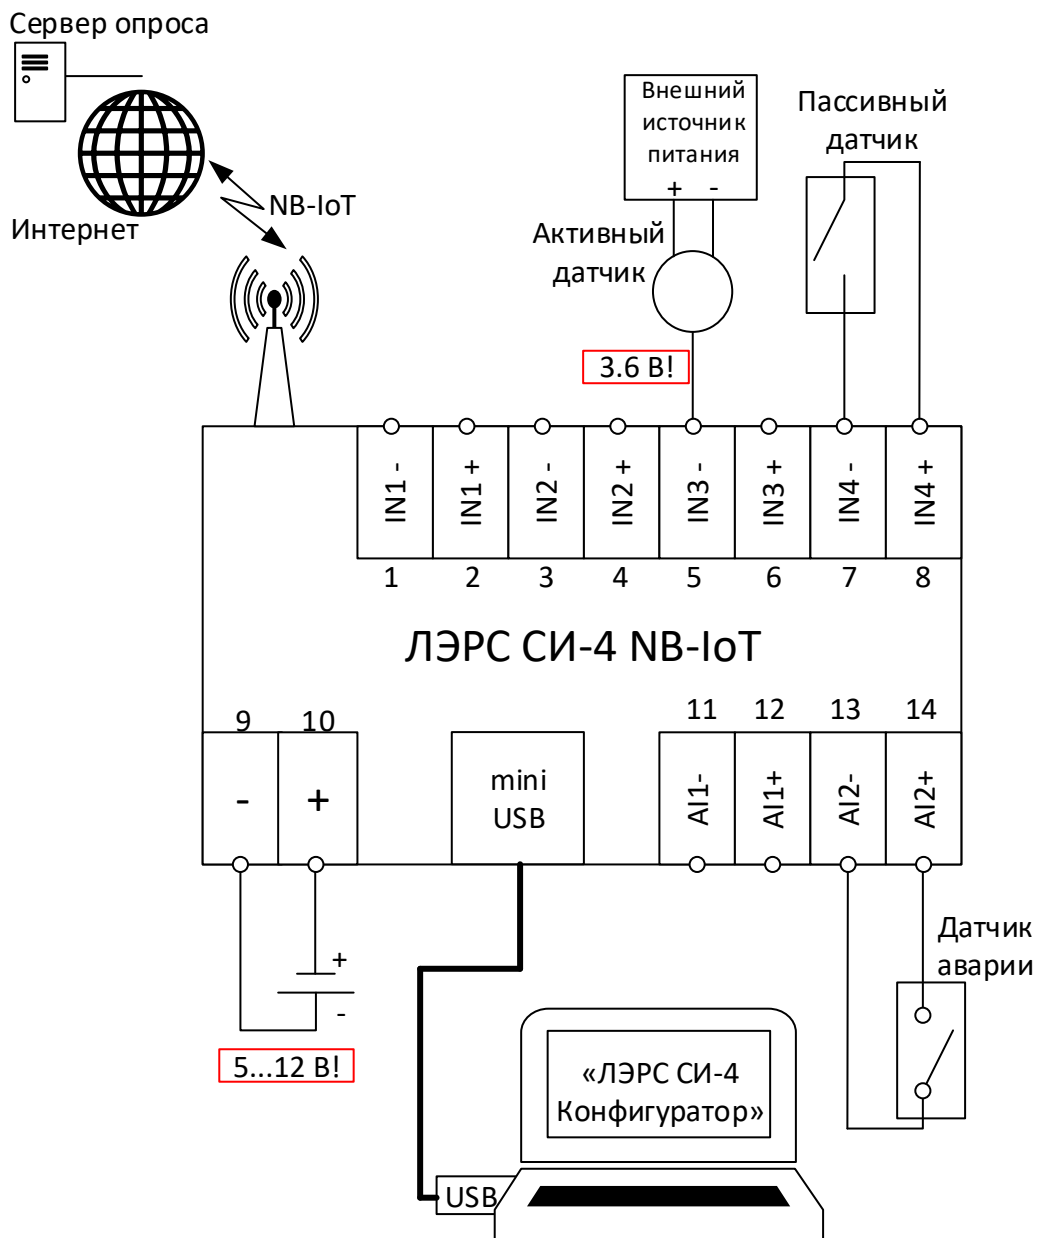 Сервер опроса
Интернет
NB-IoT
Внешний
источник
питания
+ -
Активный
датчик
Пассивный
датчик
3.6 В!
IN1 -
IN1 +
IN2 -
IN2 +
IN3 -
IN3 +
IN4 -
IN4 +
1 2 3 4 5 6 7 8
ЛЭРС СИ-4 NB-IoT
9 10
11 12 13 14
- +
mini
USB
AI1-
AI1+
AI2-
AI2+
+
-
5...12 В!
Датчик
аварии
«ЛЭРС СИ-4
Конфигуратор»
USB